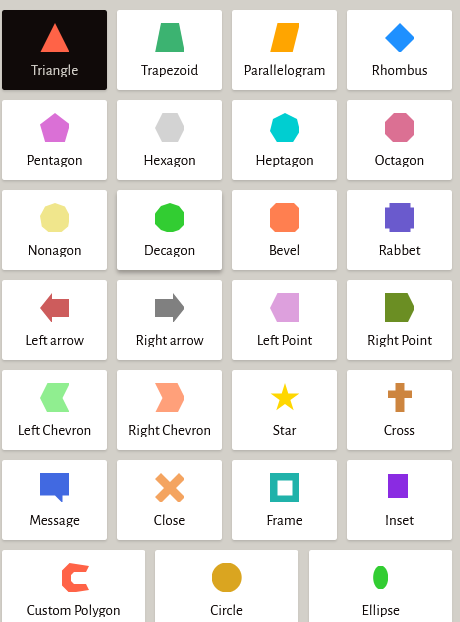 Triangle
Trapezoid
Parallelogram
Rhombus
Pentagon
Hexagon
Heptagon
Octagon
Nonagon
Decagon
Bevel
Rabbet
Left arrow
Right arrow
Left Point
Right Point
Left Chevron
Right Chevron
Star
Cross
Message
Close
Frame
Inset
Custom Polygon
Circle
Ellipse